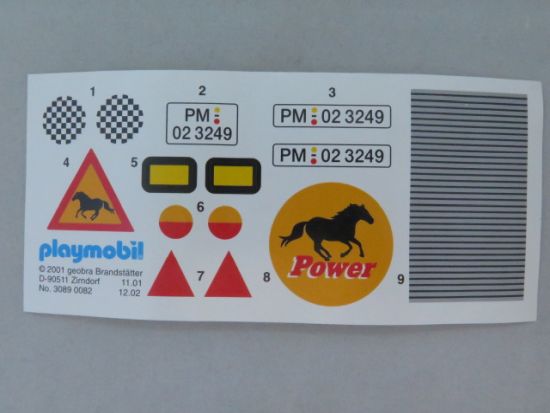 1
2
3
PM
02 3249
PM 02 3249
PM 02 3249
4
5
6
playmobil
© 2001 geobra Brandstätter
D-90511 Zirndorf 11.01
No. 3089 0082 12.02
7
8
Power
9